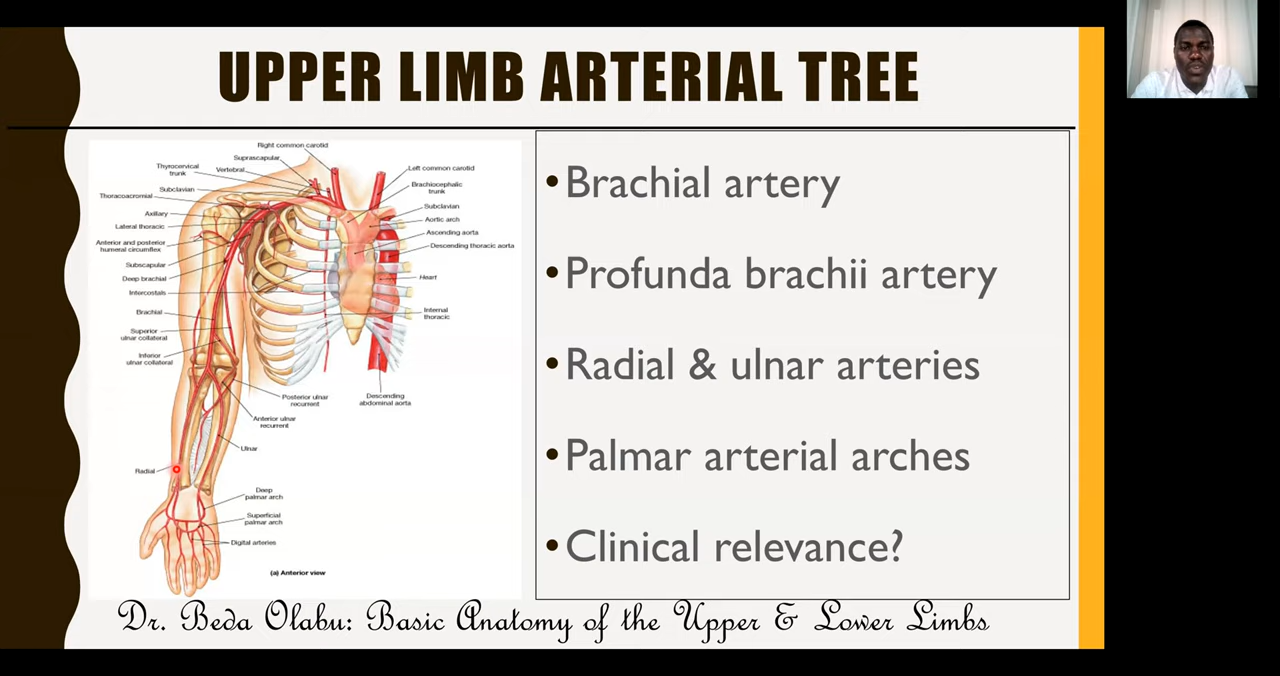 UPPER LIMB ARTERIAL TREE
Right common carotid
Suprascapular
Thyrocervical
trunk
Vertebral
Subclavian
Thoracoacromial
Axillary
Lateral thoracic
Anterior and posterior
humeral circumflex
Subscapular
Deep brachial
Intercostals
Brachial
Superior
ulnar collateral
Inferior
ulnar collateral
Radial
Left common carotid
Brachiocephalic
trunk
Subclavian
Aortic arch
Ascending aorta
Descending thoracic aorta
Heart
Internal
thoracic
Descending
abdominal aorta
Posterior ulnar
recurrent
Anterior ulnar
recurrent
Ulnar
Deep
palmar arch
Superficial
palmar arch
Digital arteries
(a) Anterior view
•Brachial artery
•Profunda brachii artery
•Radial & ulnar arteries
•Palmar arterial arches
•Clinical relevance?
Dr. Beda Olabu: Basic Anatomy of the Upper & Lower Limbs